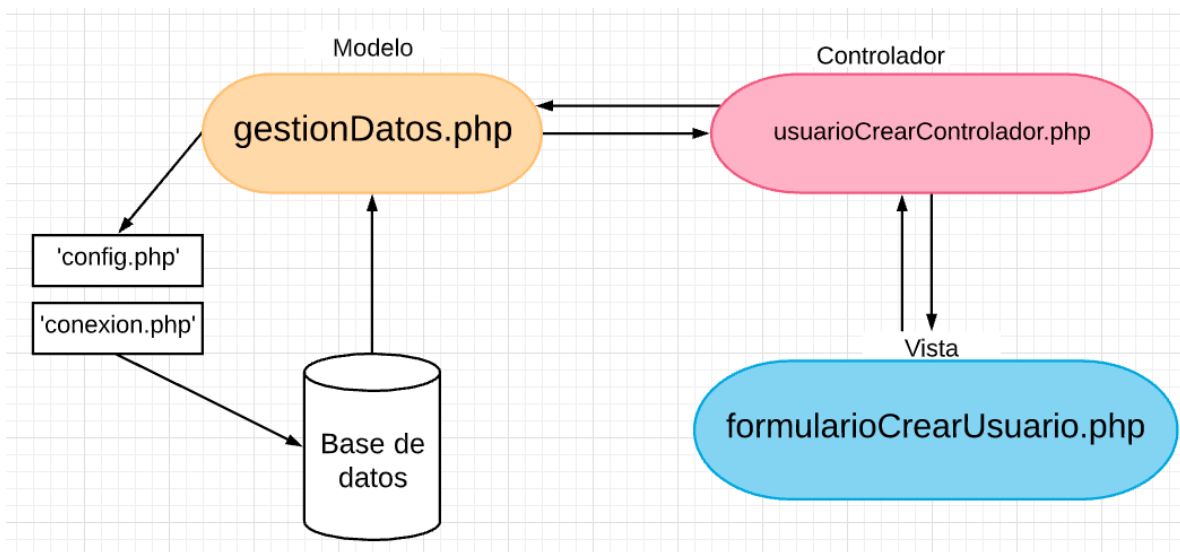 Modelo
Controlador
gestionDatos.php
usuarioCrearControlador.php
'config.php'
'conexion.php'
Vista
formularioCrearUsuario.php
Base de
datos